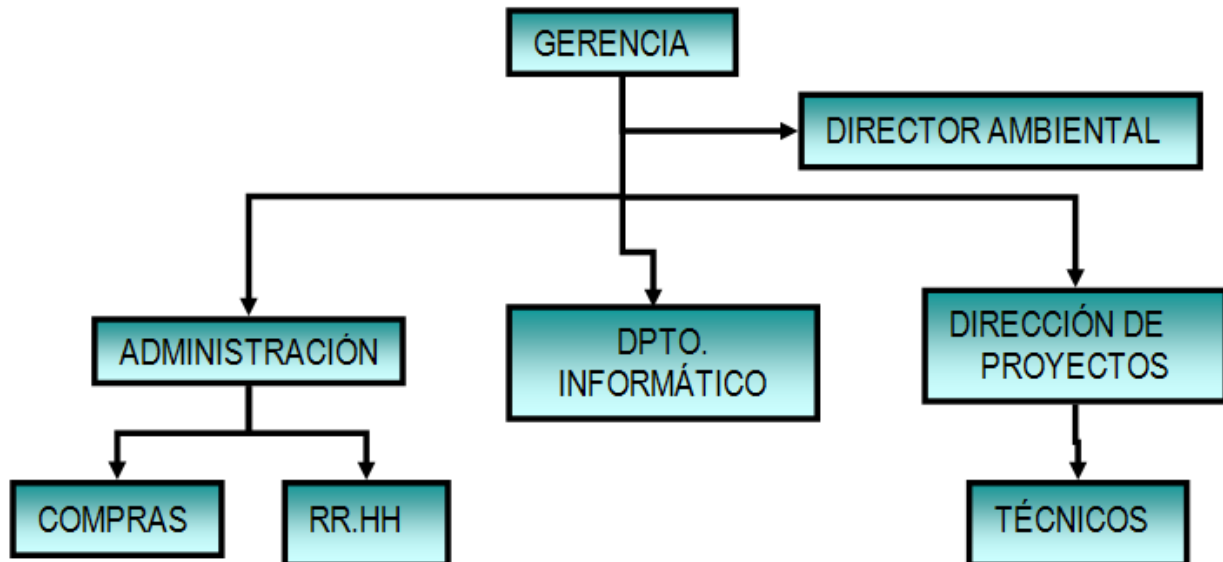 GERENCIA
DIRECTOR AMBIENTAL
ADMINISTRACIÓN
DPTO.
INFORMÁTICO
DIRECCIÓN DE
PROYECTOS
COMPRAS
RR.HH
TÉCNICOS